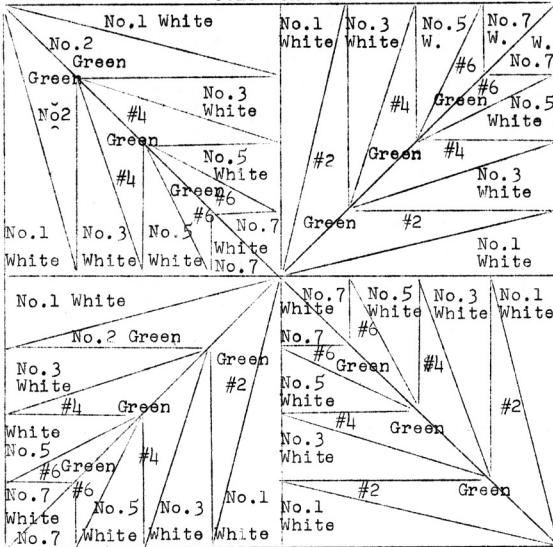 No.1 White
No.2
Green
Green
No2
#4
No.3
White
Green
#4
No.5
White
Green
#6
#6
No.7
White
No.7
No.1
White
No.3
White
No.5
White
No.1
White
No.3
White
No.5
W.
No.7
W.
W.
No.7
#6
#6
Green
No.5
White
#4
Green
#4
No.3
White
#2
Green
#2
No.1
White
No.1 White
No.2 Green
Green
#2
No.3
White
#4
Green
White
No.5
#6
Green
#4
#6
No.7
White
No.7
No.5
White
No.3
White
No.1
White
No.7
White
No.5
White
No.3
White
No.1
White
No.7
#6
#6
Green
No.5
White
#4
#4
Green
#2
No.3
White
#2
Green
No.1
White